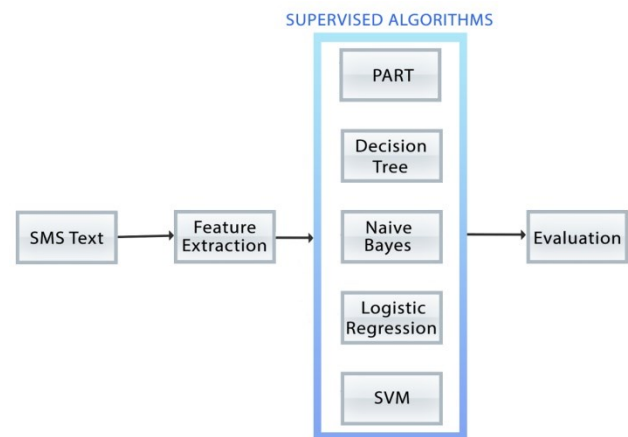 SUPERVISED ALGORITHMS
PART
Decision
Tree
SMS Text
Feature
Extraction
Naive
Bayes
Evaluation
Logistic
Regression
SVM